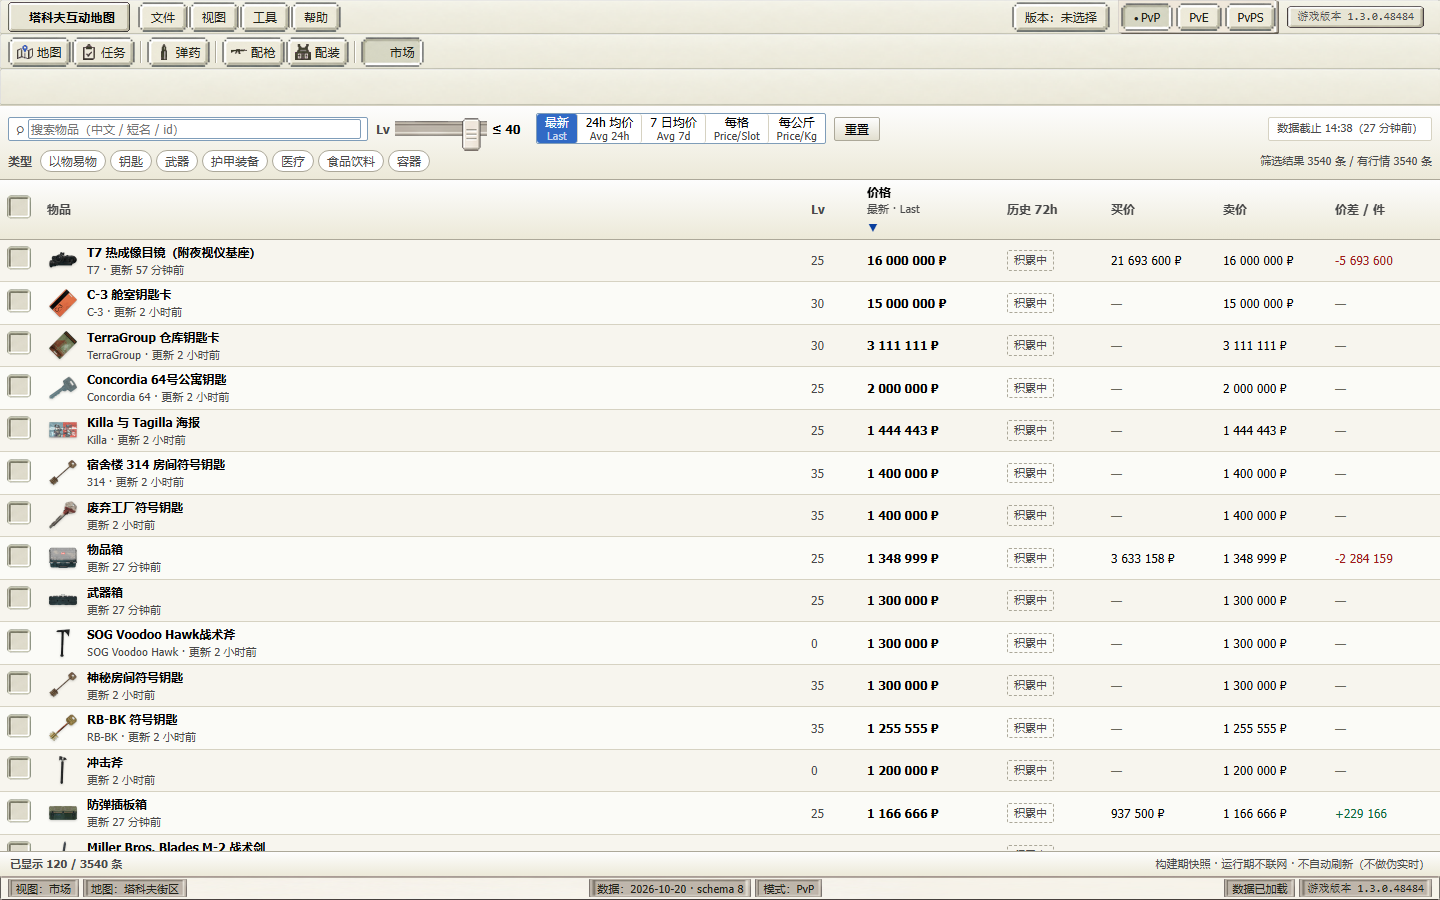 塔科夫互动地图 文件 视图 工具 帮助 版本：未选择 •PvP PvE PvPS 游戏版本 1.3.0.48484
地图 任务 弹药 配枪 配装 市场
搜索物品（中文 / 短名 / id） Lv ≤ 40 最新 24h 均价 7 日均价 每格 每公斤 重置 数据截止 14:38（27 分钟前）
Last Avg 24h Avg 7d Price/Slot Price/Kg
类型 以物易物 钥匙 武器 护甲装备 医疗 食品饮料 容器 筛选结果 3540 条 / 有行情 3540 条
物品 Lv 价格 历史 72h 买价 卖价 价差 / 件
最新 · Last
▼
T7 热成像目镜（附夜视仪基座） 25 16 000 000 ₽ 积累中 21 693 600 ₽ 16 000 000 ₽ -5 693 600
T7 · 更新 57 分钟前
C-3 舱室钥匙卡 30 15 000 000 ₽ 积累中 — 15 000 000 ₽ —
C-3 · 更新 2 小时前
TerraGroup 仓库钥匙卡 30 3 111 111 ₽ 积累中 — 3 111 111 ₽ —
TerraGroup · 更新 2 小时前
Concordia 64号公寓钥匙 25 2 000 000 ₽ 积累中 — 2 000 000 ₽ —
Concordia 64 · 更新 2 小时前
Killa 与 Tagilla 海报 25 1 444 443 ₽ 积累中 — 1 444 443 ₽ —
Killa · 更新 2 小时前
宿舍楼 314 房间符号钥匙 35 1 400 000 ₽ 积累中 — 1 400 000 ₽ —
314 · 更新 2 小时前
废弃工厂符号钥匙 35 1 400 000 ₽ 积累中 — 1 400 000 ₽ —
更新 2 小时前
物品箱 25 1 348 999 ₽ 积累中 3 633 158 ₽ 1 348 999 ₽ -2 284 159
更新 27 分钟前
武器箱 25 1 300 000 ₽ 积累中 — 1 300 000 ₽ —
更新 27 分钟前
SOG Voodoo Hawk战术斧 0 1 300 000 ₽ 积累中 — 1 300 000 ₽ —
SOG Voodoo Hawk · 更新 2 小时前
神秘房间符号钥匙 35 1 300 000 ₽ 积累中 — 1 300 000 ₽ —
更新 2 小时前
RB-BK 符号钥匙 35 1 255 555 ₽ 积累中 — 1 255 555 ₽ —
RB-BK · 更新 2 小时前
冲击斧 0 1 200 000 ₽ 积累中 — 1 200 000 ₽ —
更新 2 小时前
防弹插板箱 25 1 166 666 ₽ 积累中 937 500 ₽ 1 166 666 ₽ +229 166
更新 27 分钟前
Miller Bros. Blades M-2 战术剑
已显示 120 / 3540 条 构建期快照 · 运行期不联网 · 不自动刷新（不做伪实时）
视图：市场 地图：塔科夫街区 数据：2026-10-20 · schema 8 模式：PvP 数据已加载 游戏版本 1.3.0.48484